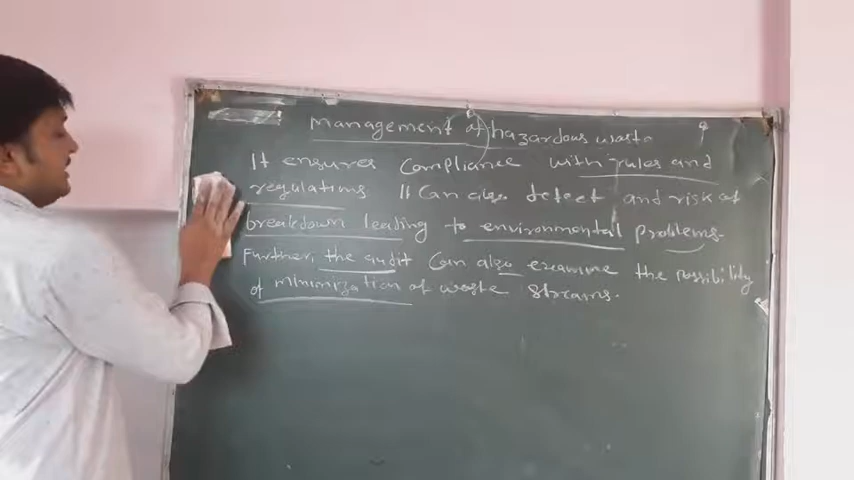 management of hazardous waste
It ensures compliance with rules and
regulations It can also detect and risk of
breakdown leading to environmental problems.
Further, the audit can also examine the possibility
of minimization of waste streams.